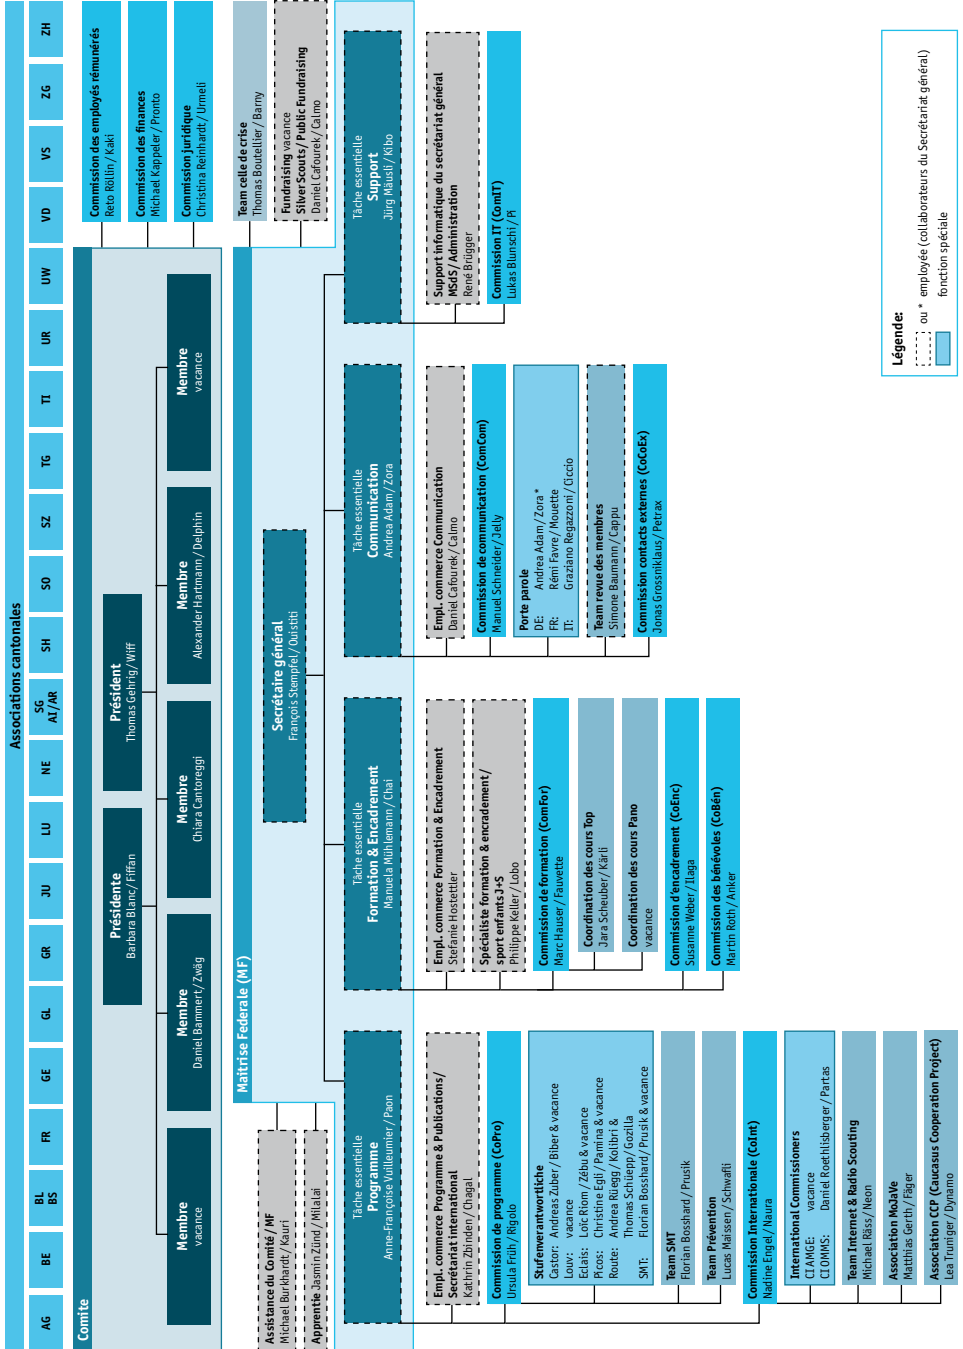 Associations cantonales
AG
BE
BL
BS
FR
GE
GL
GR
JU
LU
NE
SG
AI/AR
SH
SO
SZ
TG
TI
UR
UW
VD
VS
ZG
ZH
Comite
Présidente
Barbara Blanc/Fiffan
Président
Thomas Gehrig/Wiff
Membre
vacance
Membre
Daniel Bammert/Zwäg
Membre
Chiara Cantoreggi
Membre
Alexander Hartmann/Delphin
Membre
vacance
Commission des employés rémunérés
Reto Röllin/Kaki
Commission des finances
Michael Kappeler/Pronto
Commission juridique
Christina Reinhardt/Urmeli
Maîtrise Federale (MF)
Assistance du Comité/MF
Michael Burkhardt/Kauri
Apprentie Jasmin Zünd/Milalai
Secrétaire général
François Stempfel/Ouistiti
Team celle de crise
Thomas Boutellier/Barny
Fundraising vacance
Silver Scouts/Public Fundraising
Daniel Cafourek/Calmo
Tâche essentielle
Programme
Anne-Françoise Vuilleumier/Paon
Empl. commerce Programme & Publications/
Secrétariat international
Kathrin Zbinden/Chagal
Commission de programme (CoPro)
Ursula Früh/Rigolo
Stufenverantwortliche
Castor: Andreas Zuber/Biber & vacance
Louv: vacance
Eclais: Loïc Riom/Zébu & vacance
Picos: Christine Egli/Pamina & vacance
Route: Andrea Rüegg/Kolibri &
Thomas Schüepp/Gozilla
SMT: Florian Bosshard/Prusik & vacance
Team SMT
Florian Bosshard/Prusik
Team Prévention
Lucas Maissen/Schwafli
Commission Internationale (CoInt)
Nadine Engel/Naura
International Commissioners
CI AMGE: vacance
CI OMMS: Daniel Roethlisberger/Partas
Team Internet & Radio Scouting
Michael Räss/Neon
Association MoJaVe
Matthias Gerth/Fäger
Association CCP (Caucasus Cooperation Project)
Lea Truniger/Dynamo
Tâche essentielle
Formation & Encadrement
Manuela Mühlemann/Chai
Empl. commerce Formation & Encadrement
Stefanie Hostettler
Spécialiste formation & encradement/
sport enfants J+S
Philippe Keller/Lobo
Commission de formation (ComFor)
Marc Hauser/Fauvette
Coordination des cours Top
Jara Scheuber/Kärli
Coordination des cours Pano
vacance
Commission d'encadrement (CoEnc)
Susanne Weber/Ilaga
Commission des bénévoles (CoBén)
Martin Roth/Anker
Tâche essentielle
Communication
Andrea Adam/Zora
Empl. commerce Communication
Daniel Cafourek/Calmo
Commission de communication (ComCom)
Manuel Schneider/Jelly
Porte parole
DE: Andrea Adam/Zora*
FR: Rémi Favre/Mouette
IT: Graziano Regazzoni/Ciccio
Team revue des membres
Simone Baumann/Cappu
Commission contacts externes (CoCoEx)
Jonas Grossniklaus/Petrax
Tâche essentielle
Support
Jürg Mäusli/Kibo
Support informatique du secrétariat général
MSdS/Administration
René Brügger
Commission IT (ComIT)
Lukas Blunschi/Pi
Légende:
ou * employée (collaborateurs du Secrétariat général)
fonction spéciale